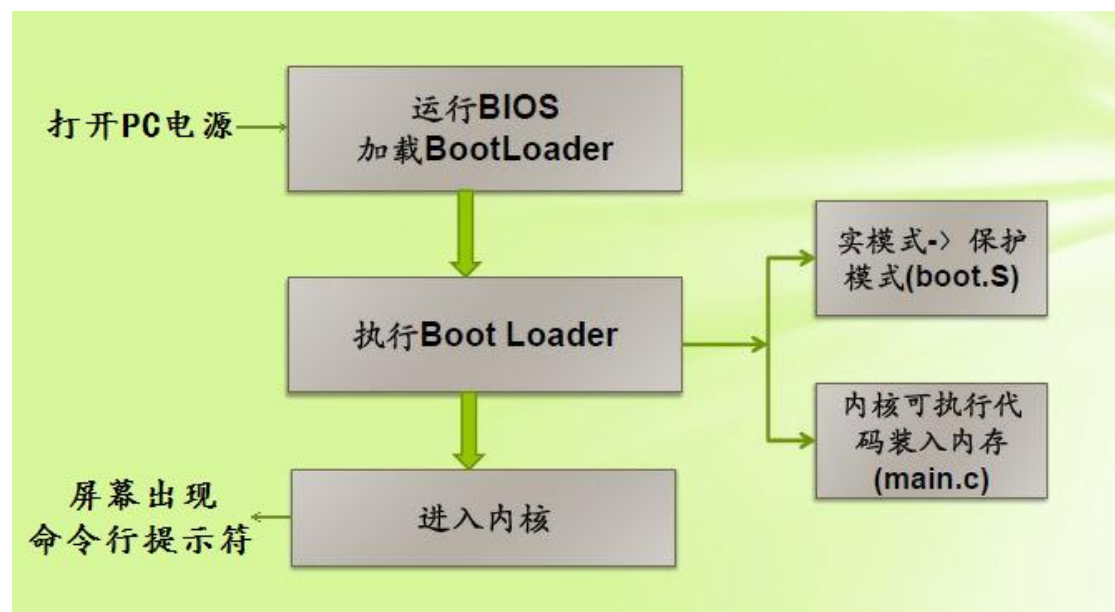 打开PC电源
运行BIOS
加载BootLoader
执行Boot Loader
实模式-> 保护
模式(boot.S)
内核可执行代
码装入内存
(main.c)
进入内核
屏幕出现
命令行提示符